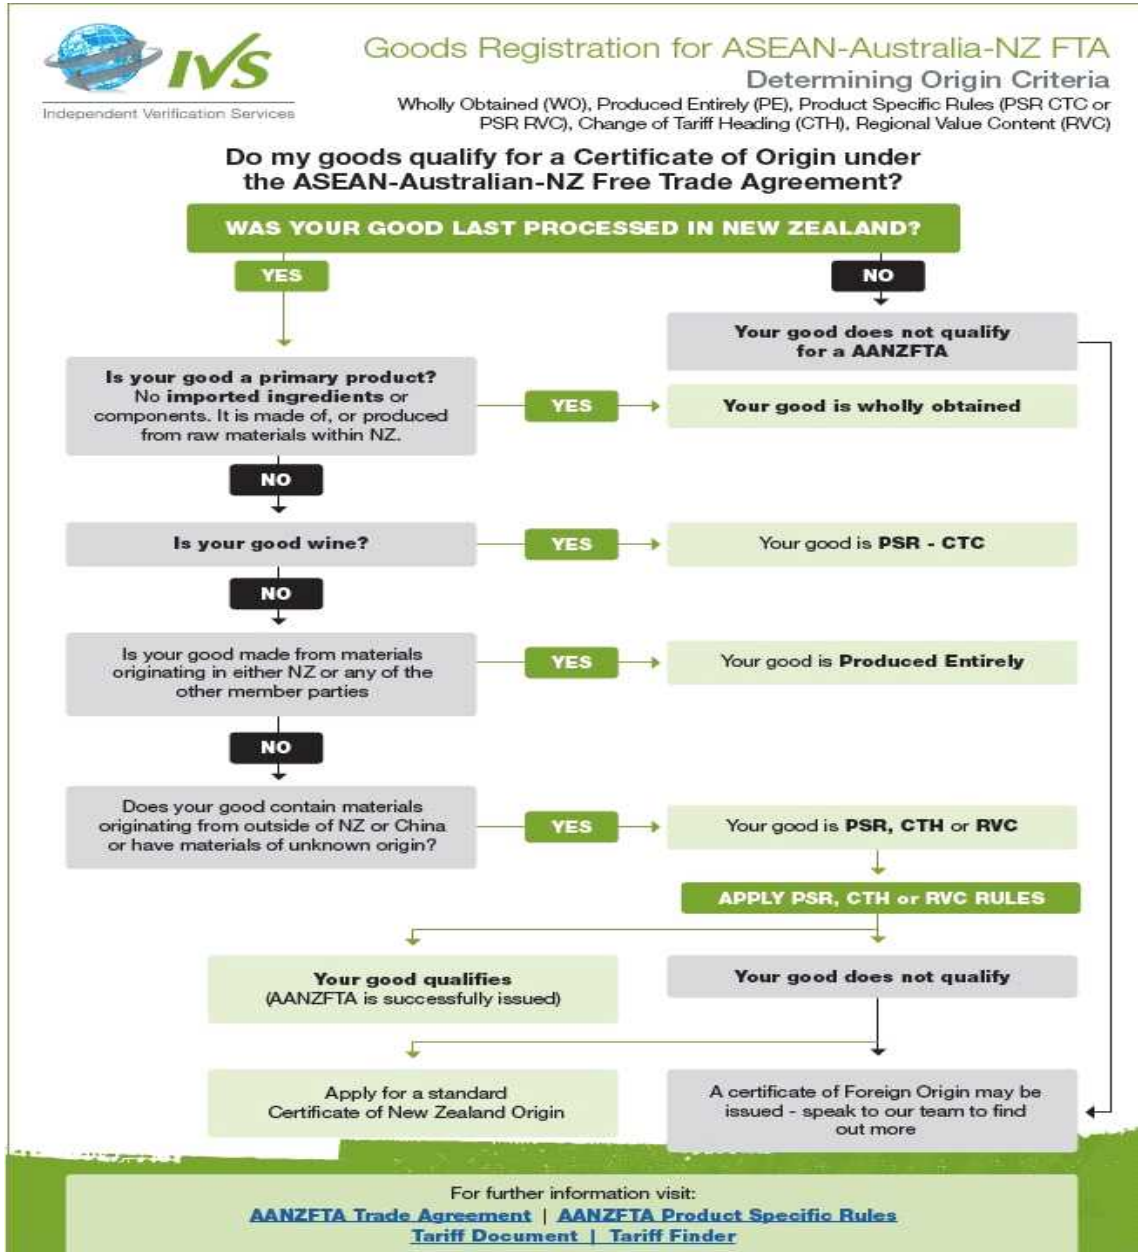 IVS
Independent Verification Services
Goods Registration for ASEAN-Australia-NZ FTA
Determining Origin Criteria
Wholly Obtained (WO), Produced Entirely (PE), Product Specific Rules (PSR CTC or
PSR RVC), Change of Tariff Heading (CTH), Regional Value Content (RVC)
Do my goods qualify for a Certificate of Origin under
the ASEAN-Australian-NZ Free Trade Agreement?
WAS YOUR GOOD LAST PROCESSED IN NEW ZEALAND?
YES
NO
Your good does not qualify
for a AANZFTA
Is your good a primary product?
No imported ingredients or
components. It is made of, or produced
from raw materials within NZ.
YES
Your good is wholly obtained
NO
Is your good wine?
YES
Your good is PSR - CTC
NO
Is your good made from materials
originating in either NZ or any of the
other member parties
YES
Your good is Produced Entirely
NO
Does your good contain materials
originating from outside of NZ or China
or have materials of unknown origin?
YES
Your good is PSR, CTH or RVC
APPLY PSR, CTH or RVC RULES
Your good qualifies
(AANZFTA is successfully issued)
Your good does not qualify
Apply for a standard
Certificate of New Zealand Origin
A certificate of Foreign Origin may be
issued - speak to our team to find
out more
For further information visit:
AANZFTA Trade Agreement | AANZFTA Product Specific Rules
Tariff Document | Tariff Finder